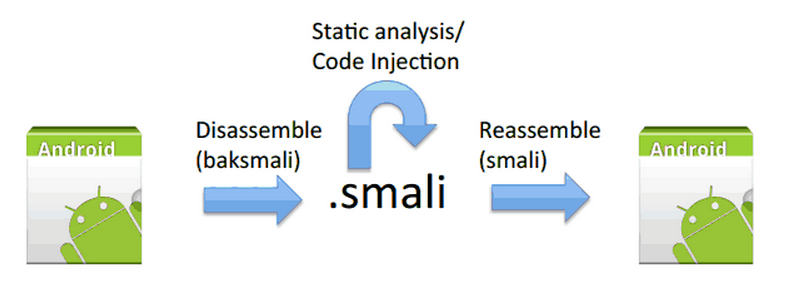 Static analysis/
Code Injection
Disassemble
(baksmali)
Reassemble
(smali)
Android
.smali
Android